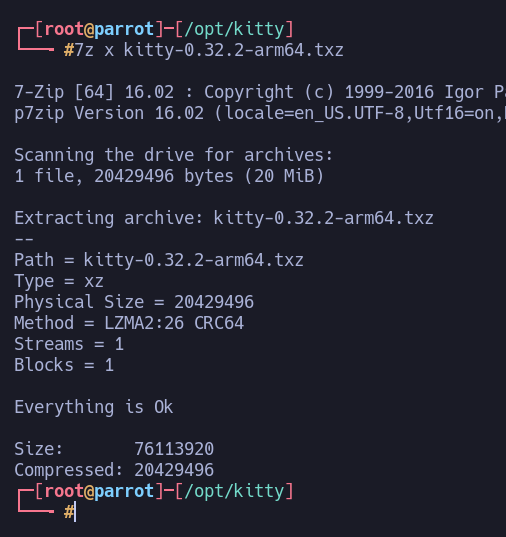 ┌─[root@parrot]─[/opt/kitty]
└──╼ #7z x kitty-0.32.2-arm64.txz
7-Zip [64] 16.02 : Copyright (c) 1999-2016 Igor
p7zip Version 16.02 (locale=en_US.UTF-8,Utf16=on,
Scanning the drive for archives:
1 file, 20429496 bytes (20 MiB)
Extracting archive: kitty-0.32.2-arm64.txz
--
Path = kitty-0.32.2-arm64.txz
Type = xz
Physical Size = 20429496
Method = LZMA2:26 CRC64
Streams = 1
Blocks = 1
Everything is Ok
Size:       76113920
Compressed: 20429496
┌─[root@parrot]─[/opt/kitty]
└──╼ #